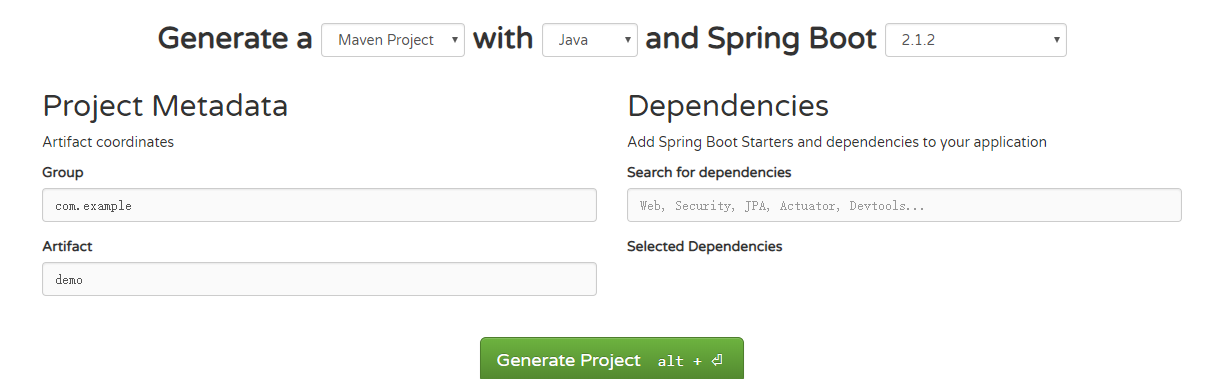 Generate a Maven Project with Java and Spring Boot 2.1.2
Project Metadata
Artifact coordinates
Group
com.example
Artifact
demo
Dependencies
Add Spring Boot Starters and dependencies to your application
Search for dependencies
Web, Security, JPA, Actuator, Devtools...
Selected Dependencies
Generate Project alt + ⏎